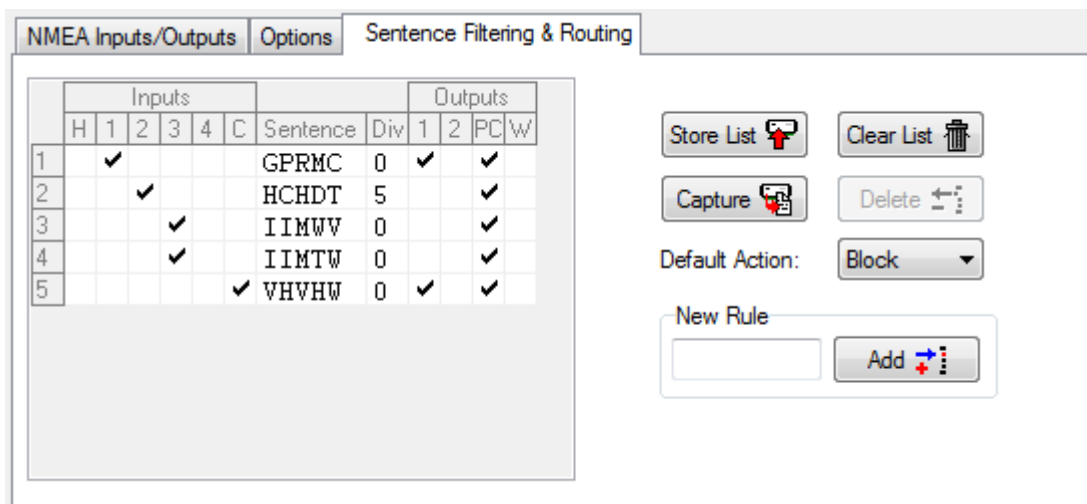 NMEA Inputs/Outputs Options Sentence Filtering & Routing
Inputs Outputs
H 1 2 3 4 C Sentence Div 1 2 PC W
1 GPRMC 0
2 HCHDT 5
3 IIMWV 0
4 IIMTW 0
5 VHVHW 0
Store List Clear List
Capture Delete
Default Action: Block
New Rule
Add